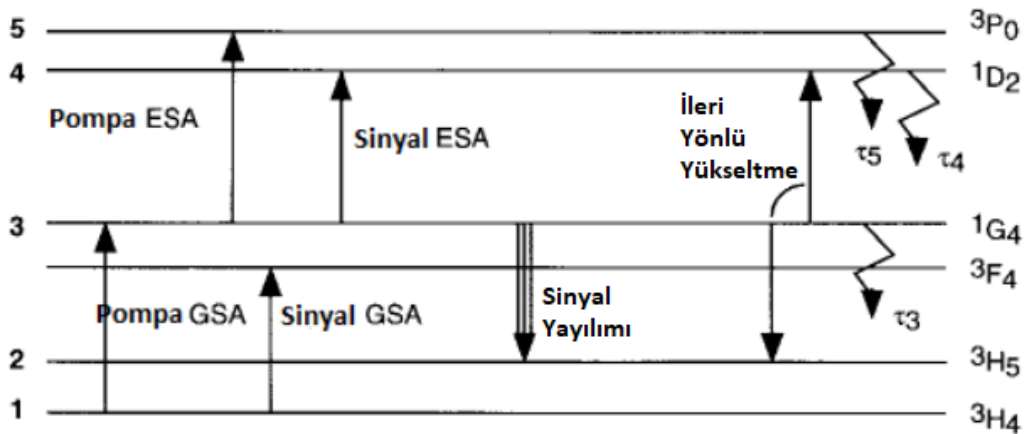 5 ³P₀
4 ¹D₂
Pompa ESA
Sinyal ESA
İleri
Yönlü
Yükseltme
τ5
τ4
3 ¹G₄
³F₄
Pompa GSA
Sinyal GSA
Sinyal
Yayılımı
τ3
2 ³H₅
1 ³H₄